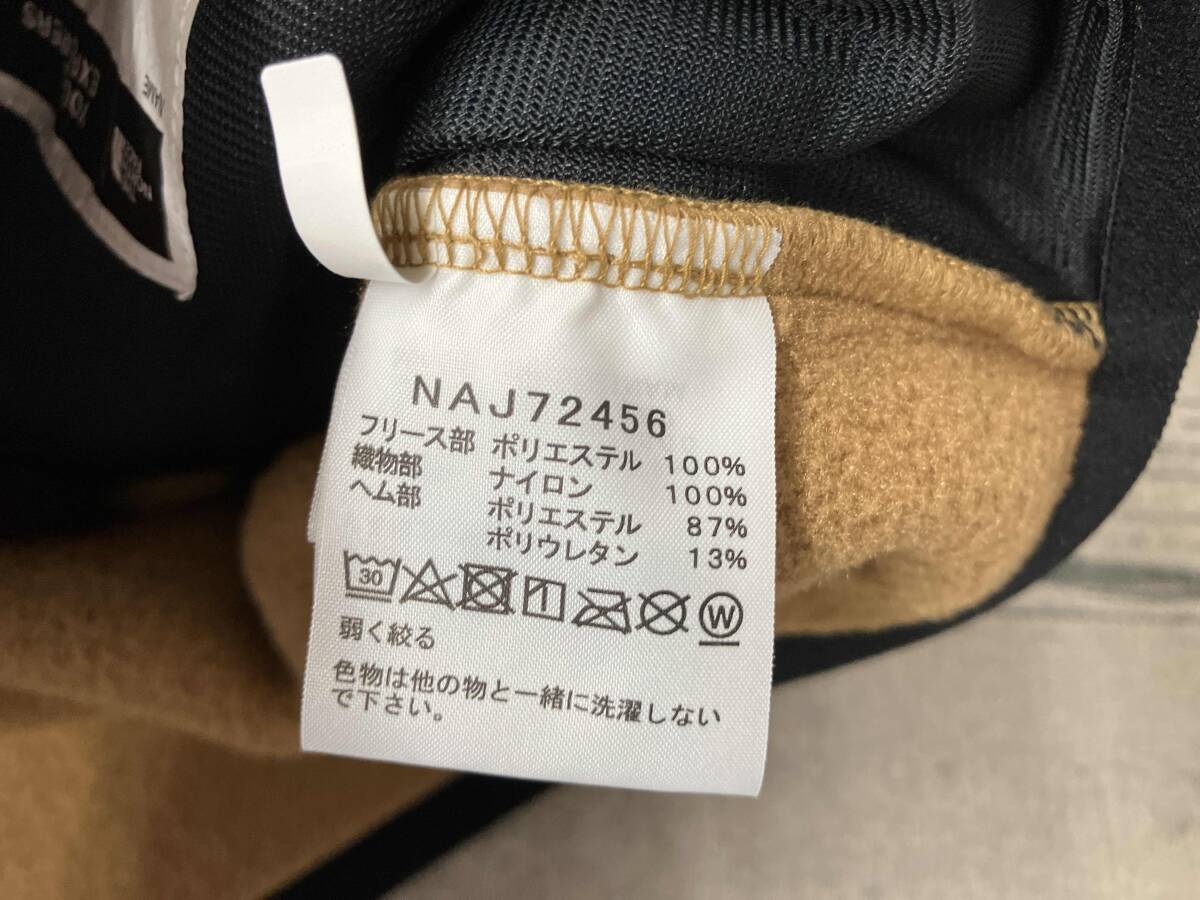 NAJ72456
フリース部 ポリエステル 100%
織物部 ナイロン 100%
ヘム部 ポリエステル 87%
ポリウレタン 13%
30
W
弱く絞る
色物は他の物と一緒に洗濯しない
で下さい。